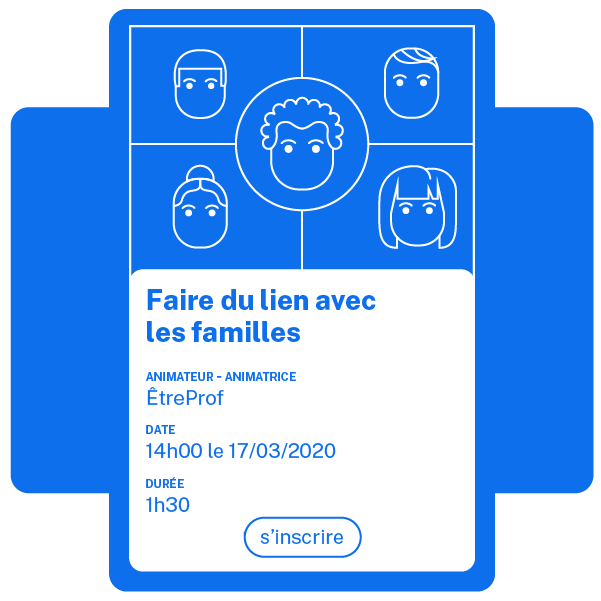 Faire du lien avec
les familles
ANIMATEUR - ANIMATRICE
ÊtreProf
DATE
14h00 le 17/03/2020
DURÉE
1h30
s'inscrire